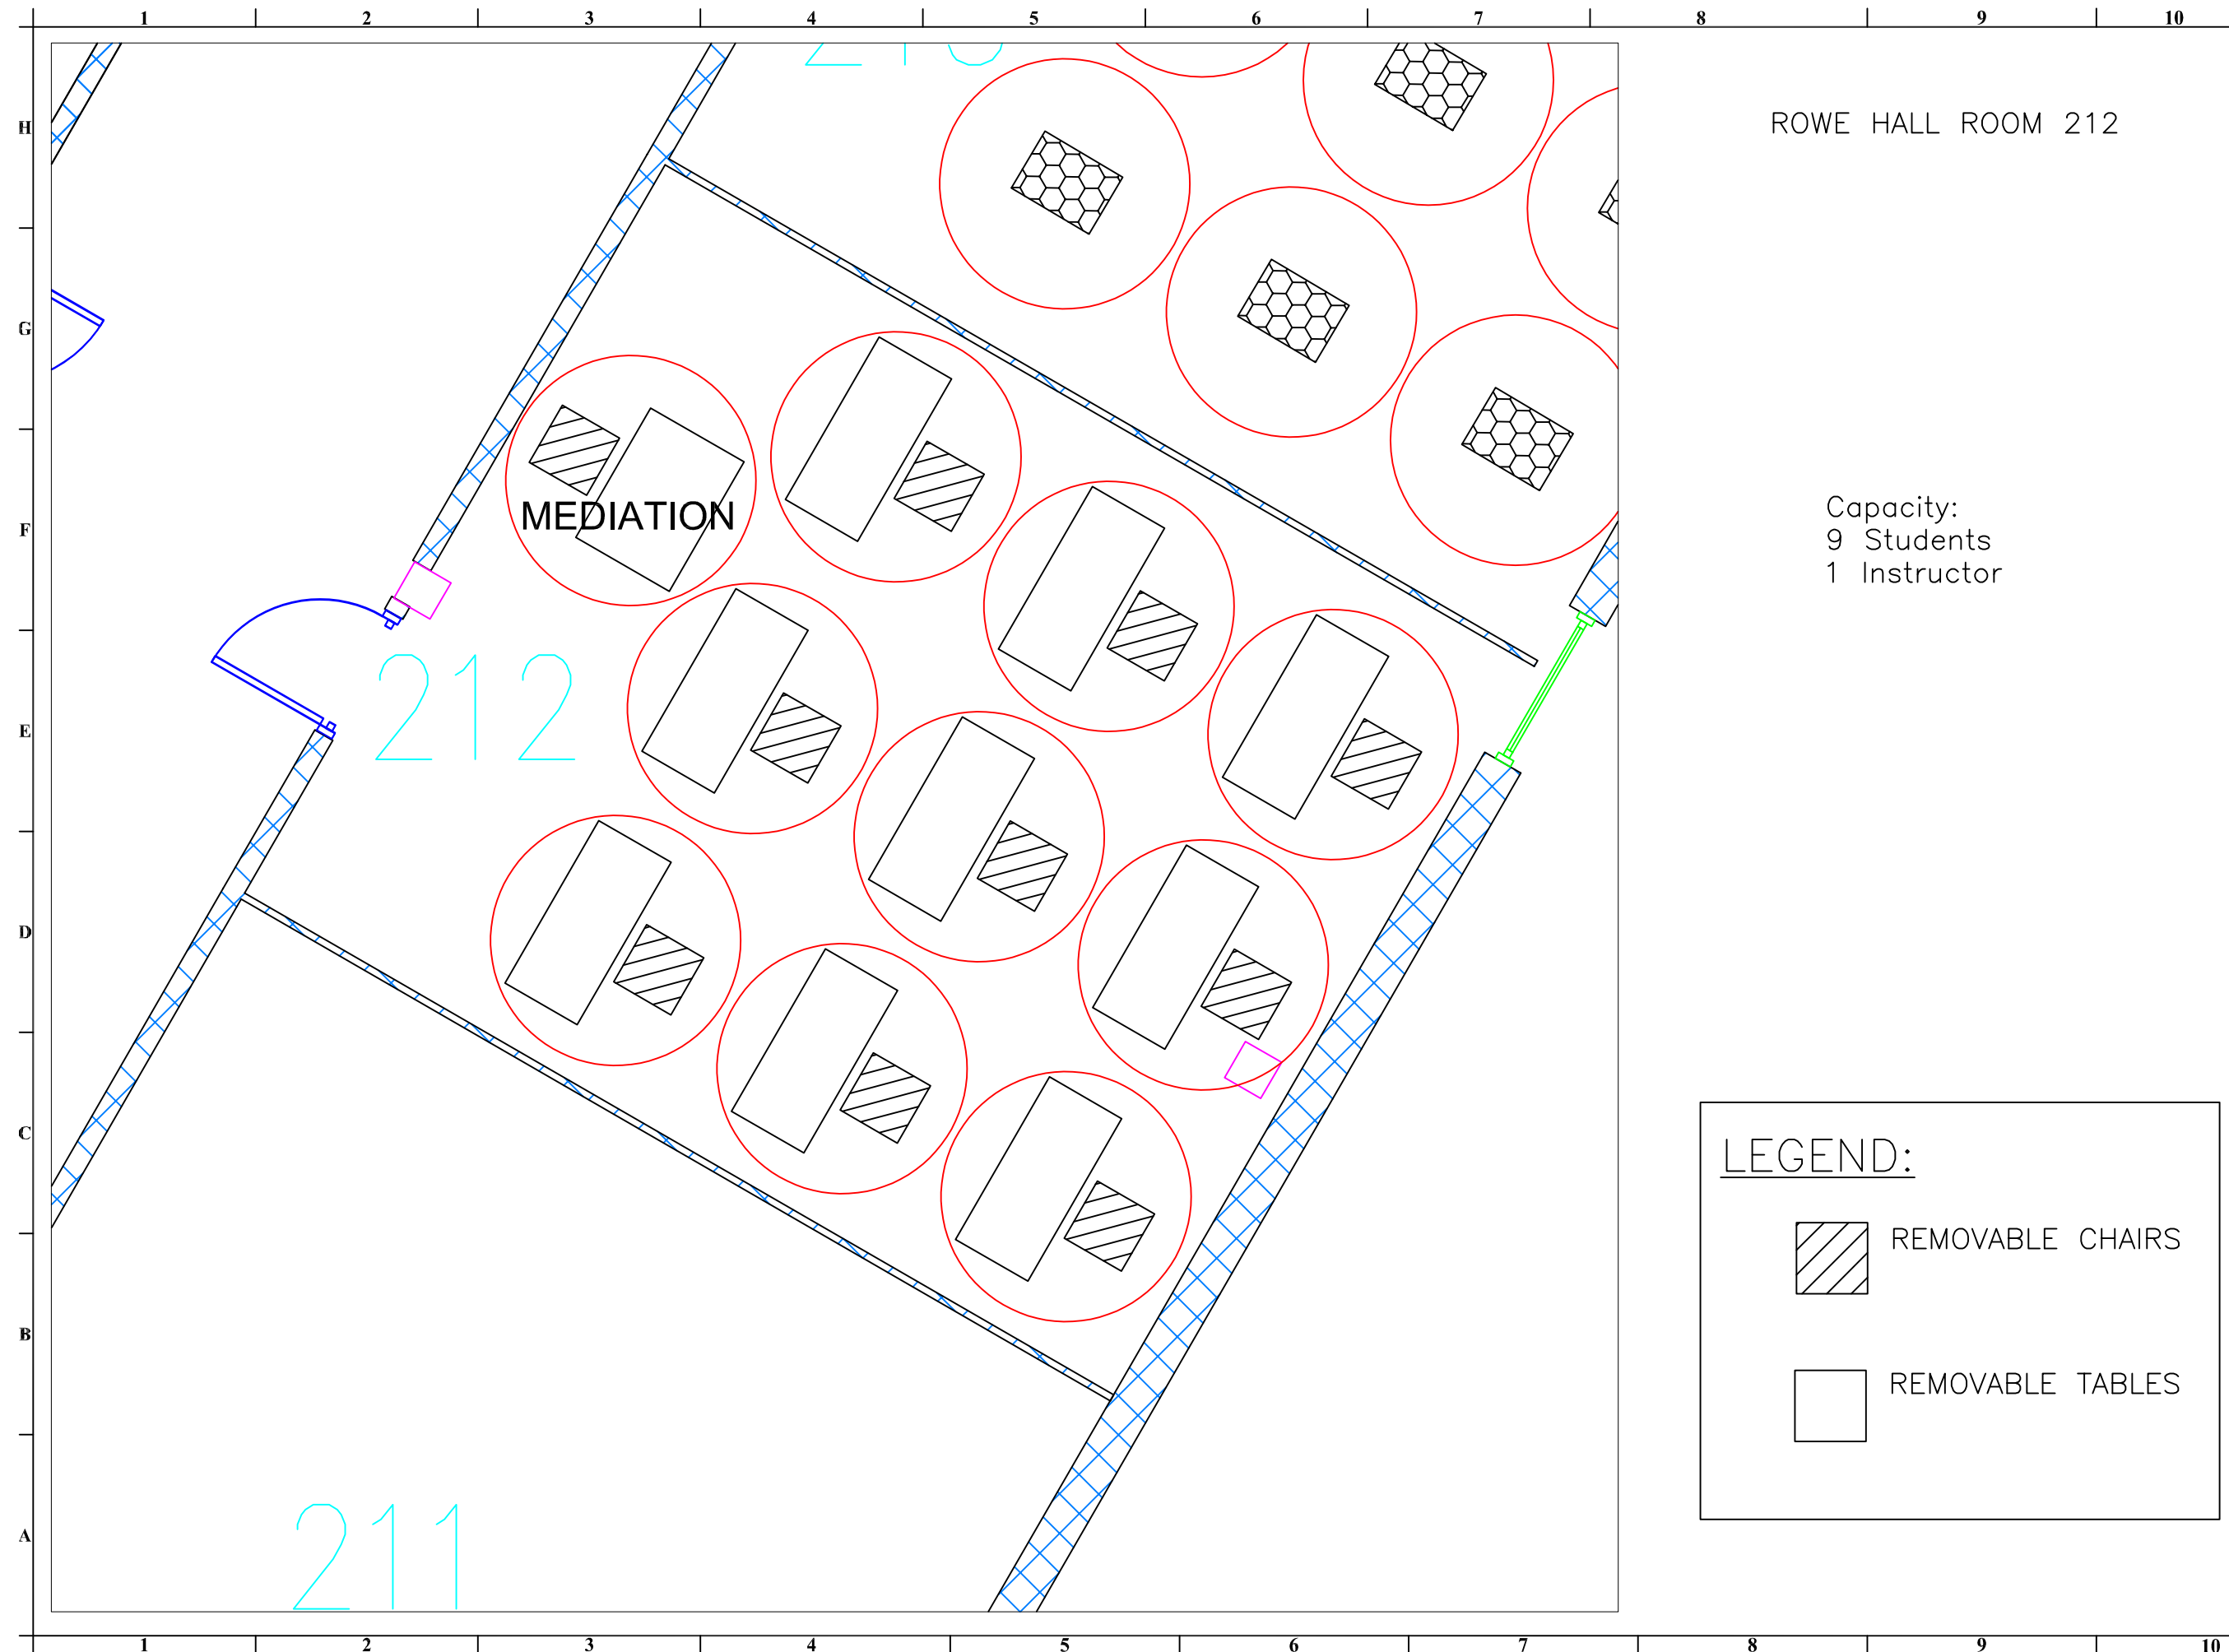 1 2 3 4 5 6 7 8 9 10
H
ROWE HALL ROOM 212
G
Capacity:
9 Students
1 Instructor
MEDIATION
F
212
E
D
C
LEGEND:
REMOVABLE CHAIRS
B
REMOVABLE TABLES
A
211
1 2 3 4 5 6 7 8 9 10